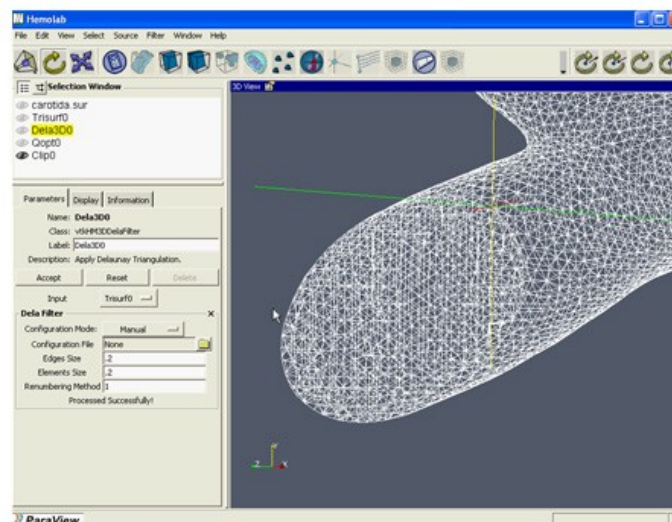 Hemolab
File Edit View Select Source Filter Window Help
Selection Window
3D View
carotida.sur
Trisurf0
Dela3D0
Qopt0
Clip0
Parameters Display Information
Name: Dela3D0
Class: vtkHM3DDelaFilter
Label: Dela3D0
Description: Apply Delaunay Triangulation.
Accept Reset Delete
Input Trisurf0
Dela Filter
Configuration Mode: Manual
Configuration File None
Edges Size .2
Elements Size .2
Renumbering Method 1
Processed Successfully!
Z X
ParaView